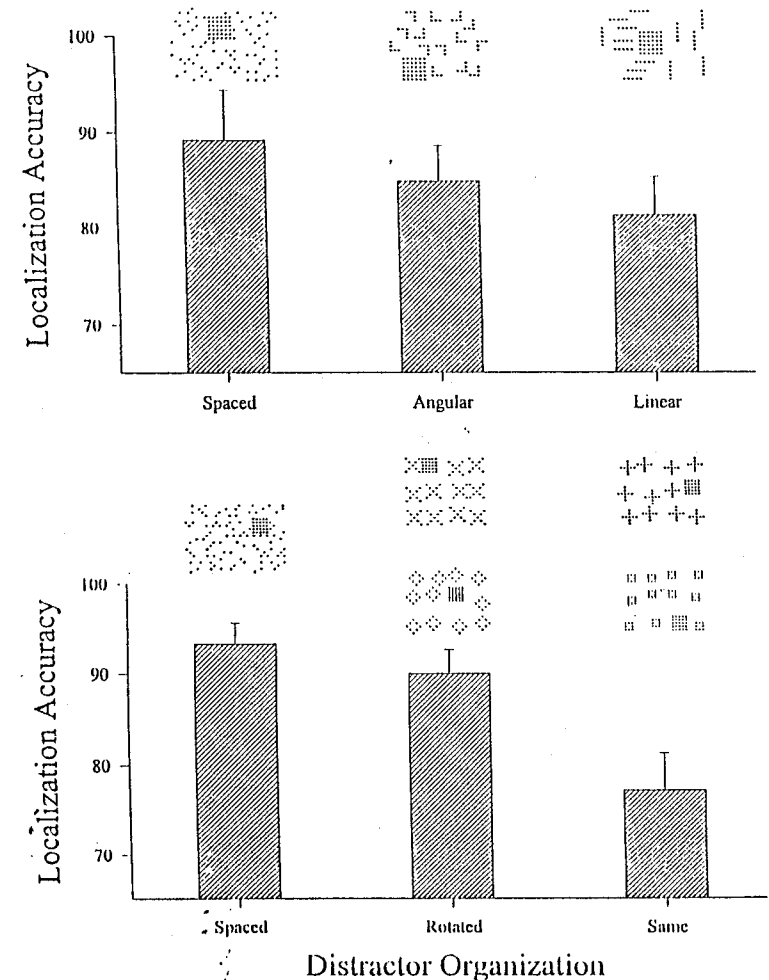 100
90
80
70
Localization Accuracy
Spaced Angular Linear
100
90
80
70
Localization Accuracy
Spaced Rotated Same
Distractor Organization